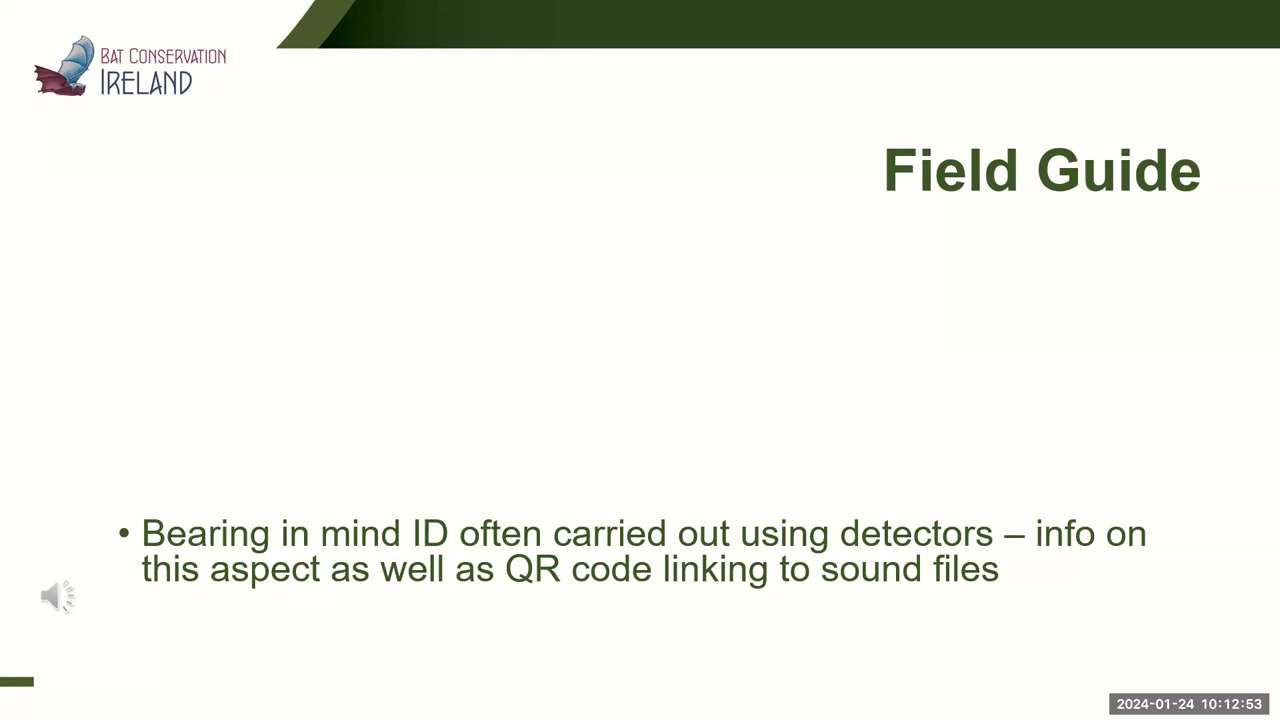 BAT CONSERVATION
IRELAND
Field Guide
• Bearing in mind ID often carried out using detectors – info on
this aspect as well as QR code linking to sound files
2024-01-24 10:12:53